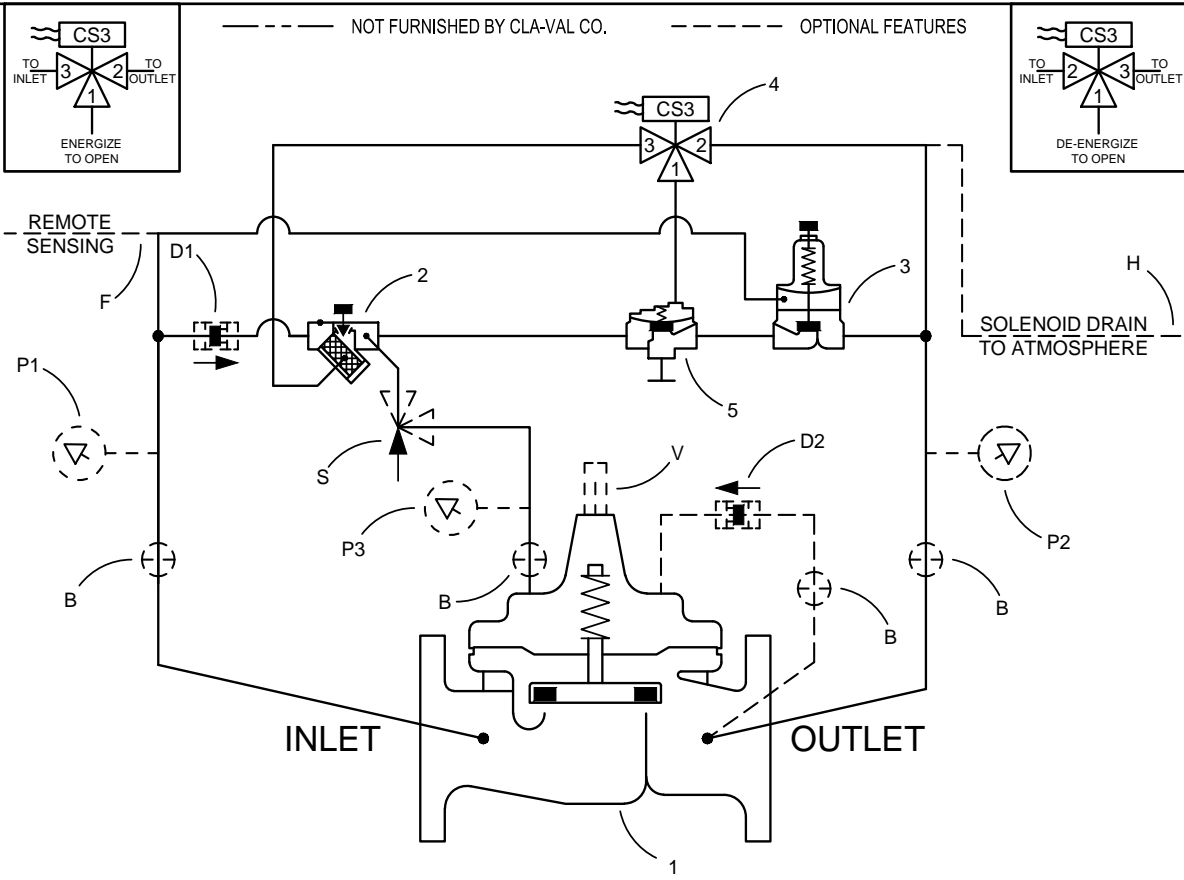 NOT FURNISHED BY CLA-VAL CO.
OPTIONAL FEATURES
CS3
TO INLET
3
2
TO OUTLET
1
ENERGIZE
TO OPEN
CS3
TO INLET
2
3
TO OUTLET
1
DE-ENERGIZE
TO OPEN
CS3
4
3
2
1
REMOTE
SENSING
D1
F
2
3
H
SOLENOID DRAIN
TO ATMOSPHERE
P1
5
S
V
D2
P3
P2
B
B
B
B
INLET
OUTLET
1